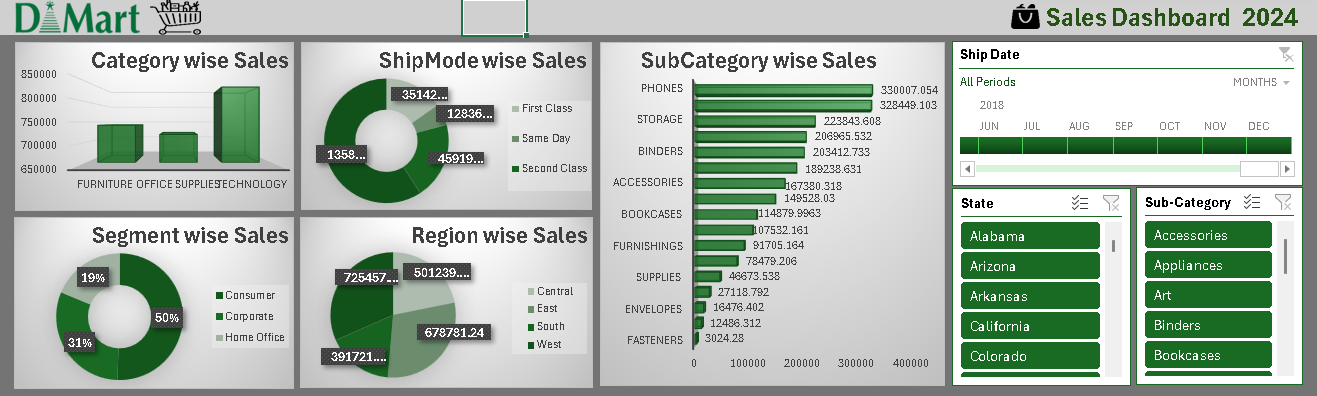 DMart
Sales Dashboard 2024
Category wise Sales
850000
800000
750000
700000
650000
FURNITURE OFFICE SUPPLIES TECHNOLOGY
ShipMode wise Sales
35142...
12836...
45919...
1358...
First Class
Same Day
Second Class
Segment wise Sales
19%
50%
31%
Consumer
Corporate
Home Office
Region wise Sales
725457....
501239....
678781.24
391721....
Central
East
South
West
SubCategory wise Sales
PHONES
330007.054
328449.103
STORAGE
223843.608
206965.532
BINDERS
203412.733
189238.631
ACCESSORIES
167380.318
149528.03
BOOKCASES
114879.9963
107532.161
FURNISHINGS
91705.164
78479.206
SUPPLIES
46673.538
27118.792
ENVELOPES
16476.402
12486.312
FASTENERS
3024.28
0 100000 200000 300000 400000
Ship Date
All Periods
MONTHS
2018
JUN JUL AUG SEP OCT NOV DEC
State
Alabama
Arizona
Arkansas
California
Colorado
Sub-Category
Accessories
Appliances
Art
Binders
Bookcases